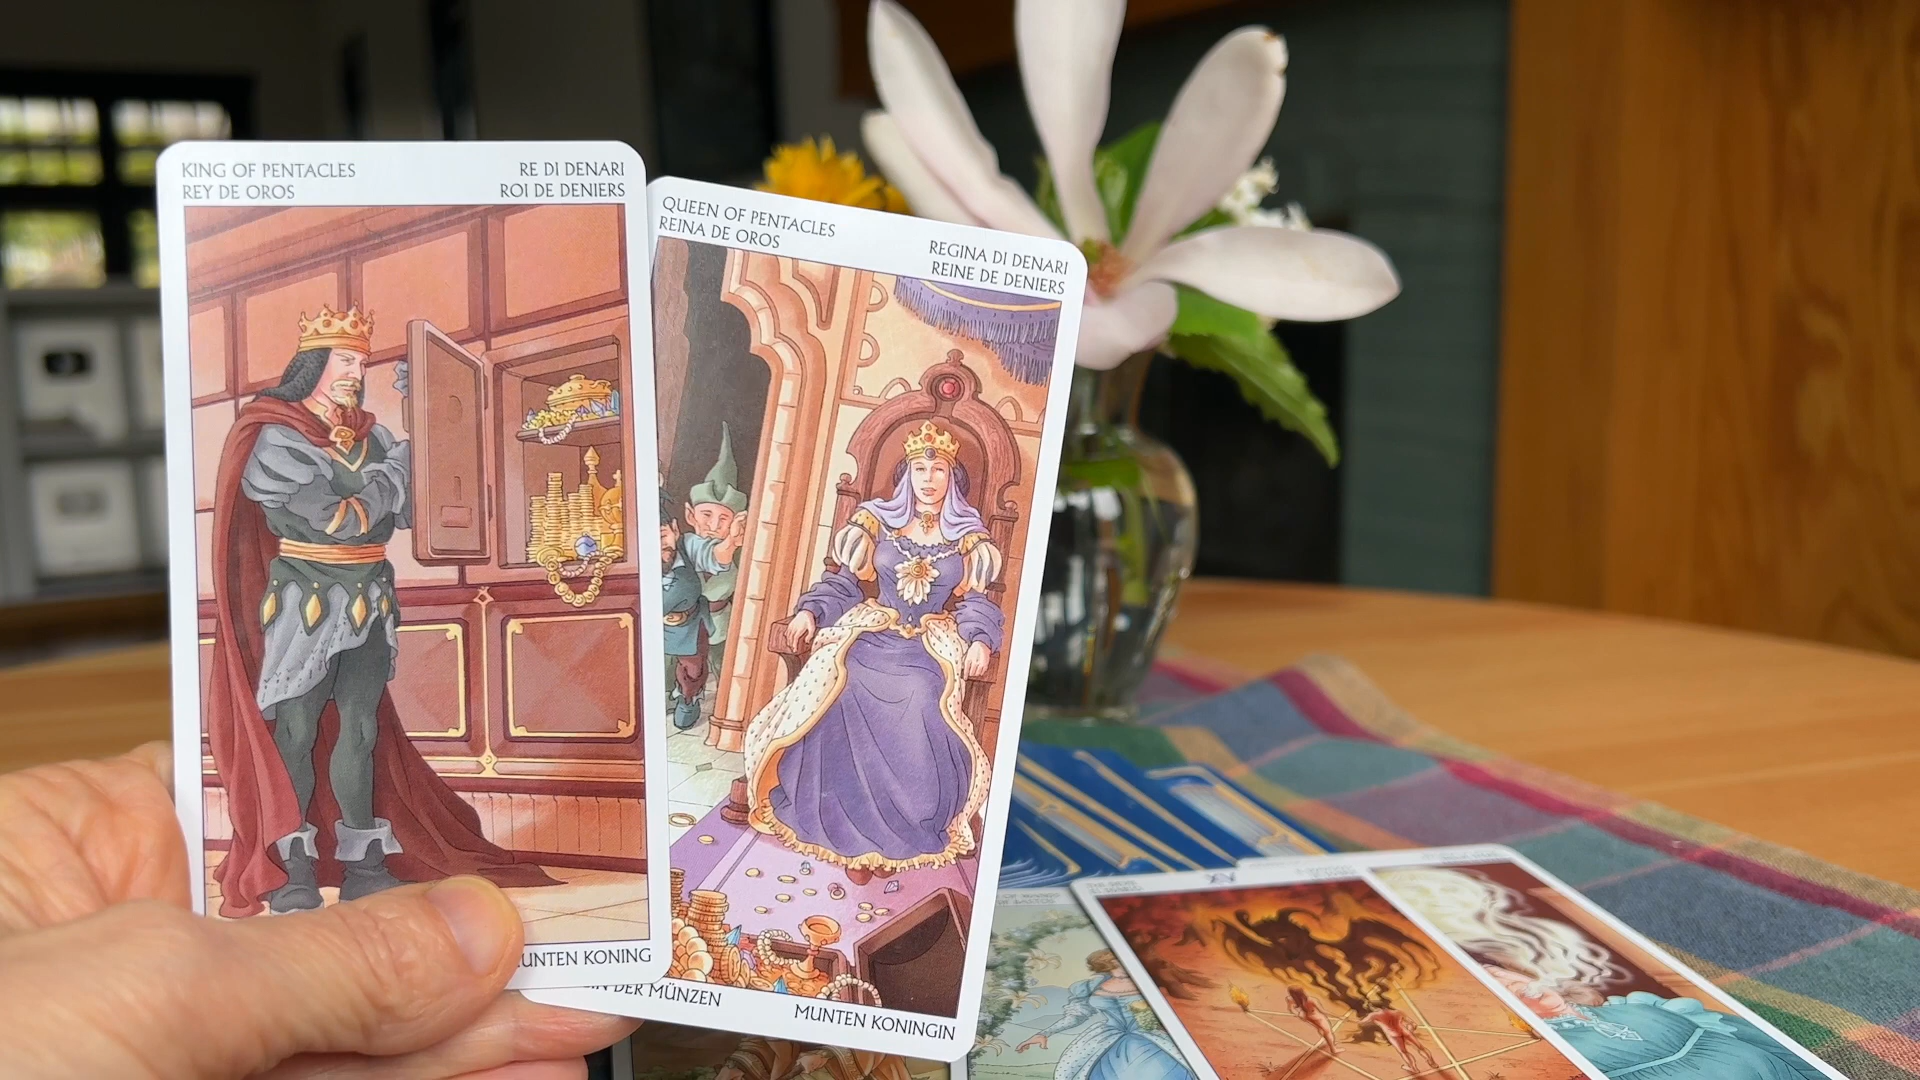 KING OF PENTACLES
REY DE OROS
RE DI DENARI
ROI DE DENIERS
MUNTEN KONING
QUEEN OF PENTACLES
REINA DE OROS
REGINA DI DENARI
REINE DE DENIERS
DER MÜNZEN
MUNTEN KONINGIN
XV